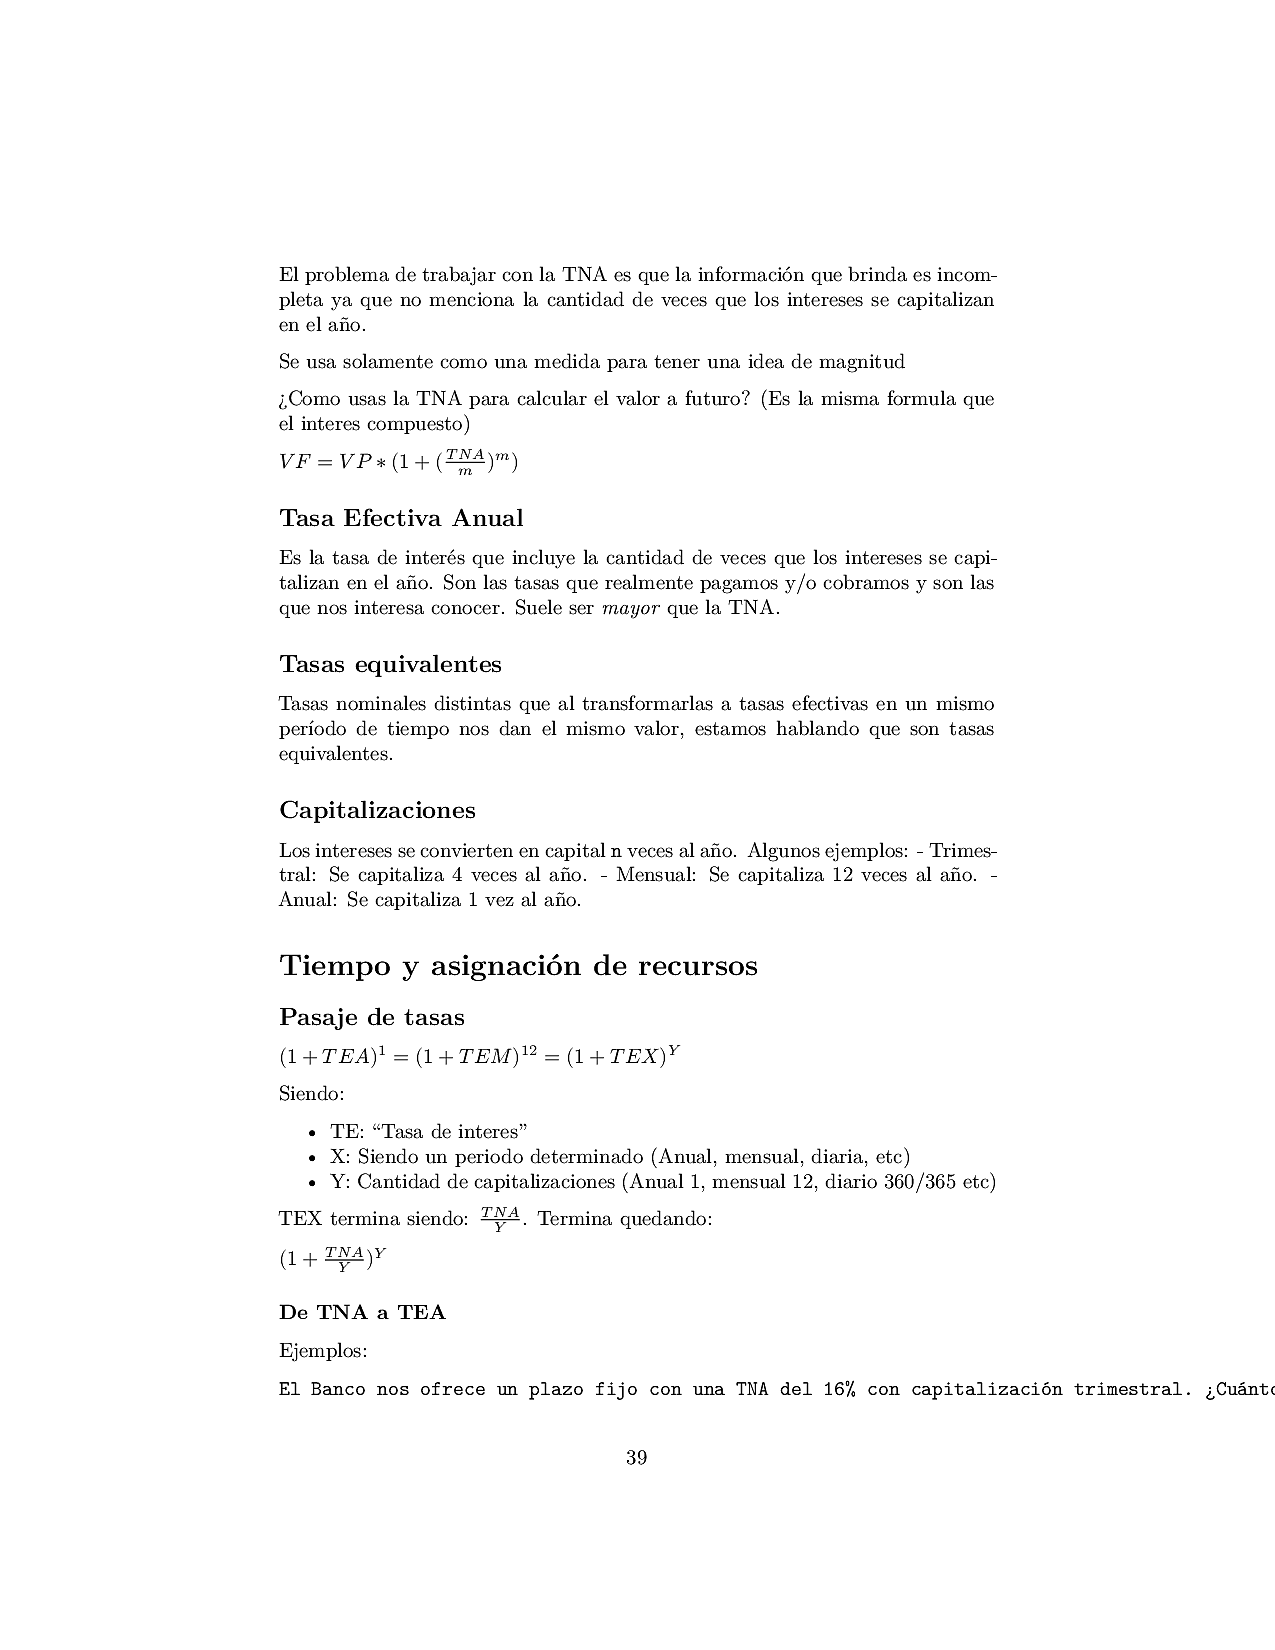 El problema de trabajar con la TNA es que la información que brinda es incom-
pleta ya que no menciona la cantidad de veces que los intereses se capitalizan
en el año.
Se usa solamente como una medida para tener una idea de magnitud
¿Como usas la TNA para calcular el valor a futuro? (Es la misma formula que
el interes compuesto)
$VF = VP * (1 + (\frac{TNA}{m})^m)$
Tasa Efectiva Anual
Es la tasa de interés que incluye la cantidad de veces que los intereses se capi-
talizan en el año. Son las tasas que realmente pagamos y/o cobramos y son las
que nos interesa conocer. Suele ser mayor que la TNA.
Tasas equivalentes
Tasas nominales distintas que al transformarlas a tasas efectivas en un mismo
período de tiempo nos dan el mismo valor, estamos hablando que son tasas
equivalentes.
Capitalizaciones
Los intereses se convierten en capital n veces al año. Algunos ejemplos: - Trimes-
tral: Se capitaliza 4 veces al año. - Mensual: Se capitaliza 12 veces al año. -
Anual: Se capitaliza 1 vez al año.
Tiempo y asignación de recursos
Pasaje de tasas
$(1 + TEA)^1 = (1 + TEM)^{12} = (1 + TEX)^Y$
Siendo:
• TE: “Tasa de interes”
• X: Siendo un periodo determinado (Anual, mensual, diaria, etc)
• Y: Cantidad de capitalizaciones (Anual 1, mensual 12, diario 360/365 etc)
TEX termina siendo: $\frac{TNA}{Y}$. Termina quedando:
$(1 + \frac{TNA}{Y})^Y$
De TNA a TEA
Ejemplos:
El Banco nos ofrece un plazo fijo con una TNA del 16% con capitalización trimestral. ¿Cuánto
39